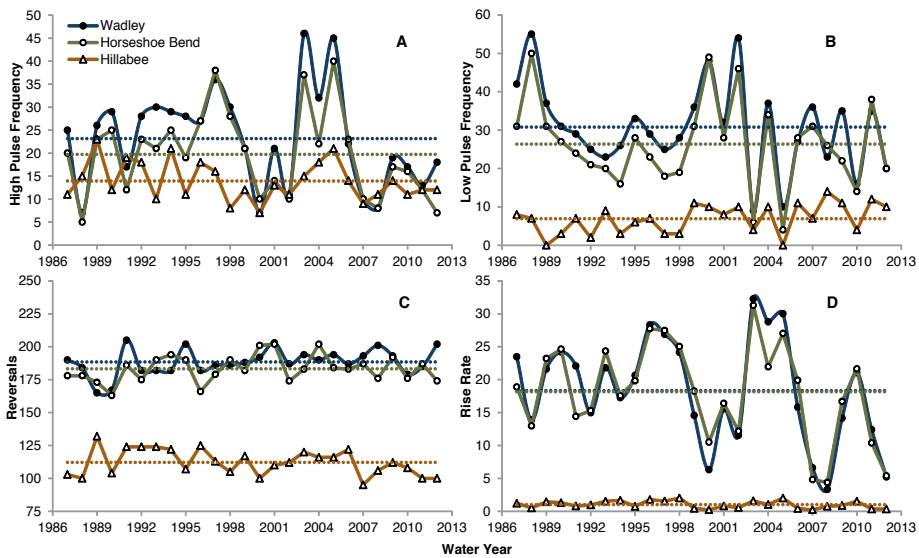 Wadley
Horseshoe Bend
Hillabee
A
High Pulse Frequency
50
45
40
35
30
25
20
15
10
5
0
1986 1989 1992 1995 1998 2001 2004 2007 2010 2013
B
Low Pulse Frequency
60
50
40
30
20
10
0
1986 1989 1992 1995 1998 2001 2004 2007 2010 2013
C
Reversals
250
225
200
175
150
125
100
75
1986 1989 1992 1995 1998 2001 2004 2007 2010 2013
D
Rise Rate
35
30
25
20
15
10
5
0
1986 1989 1992 1995 1998 2001 2004 2007 2010 2013
Water Year